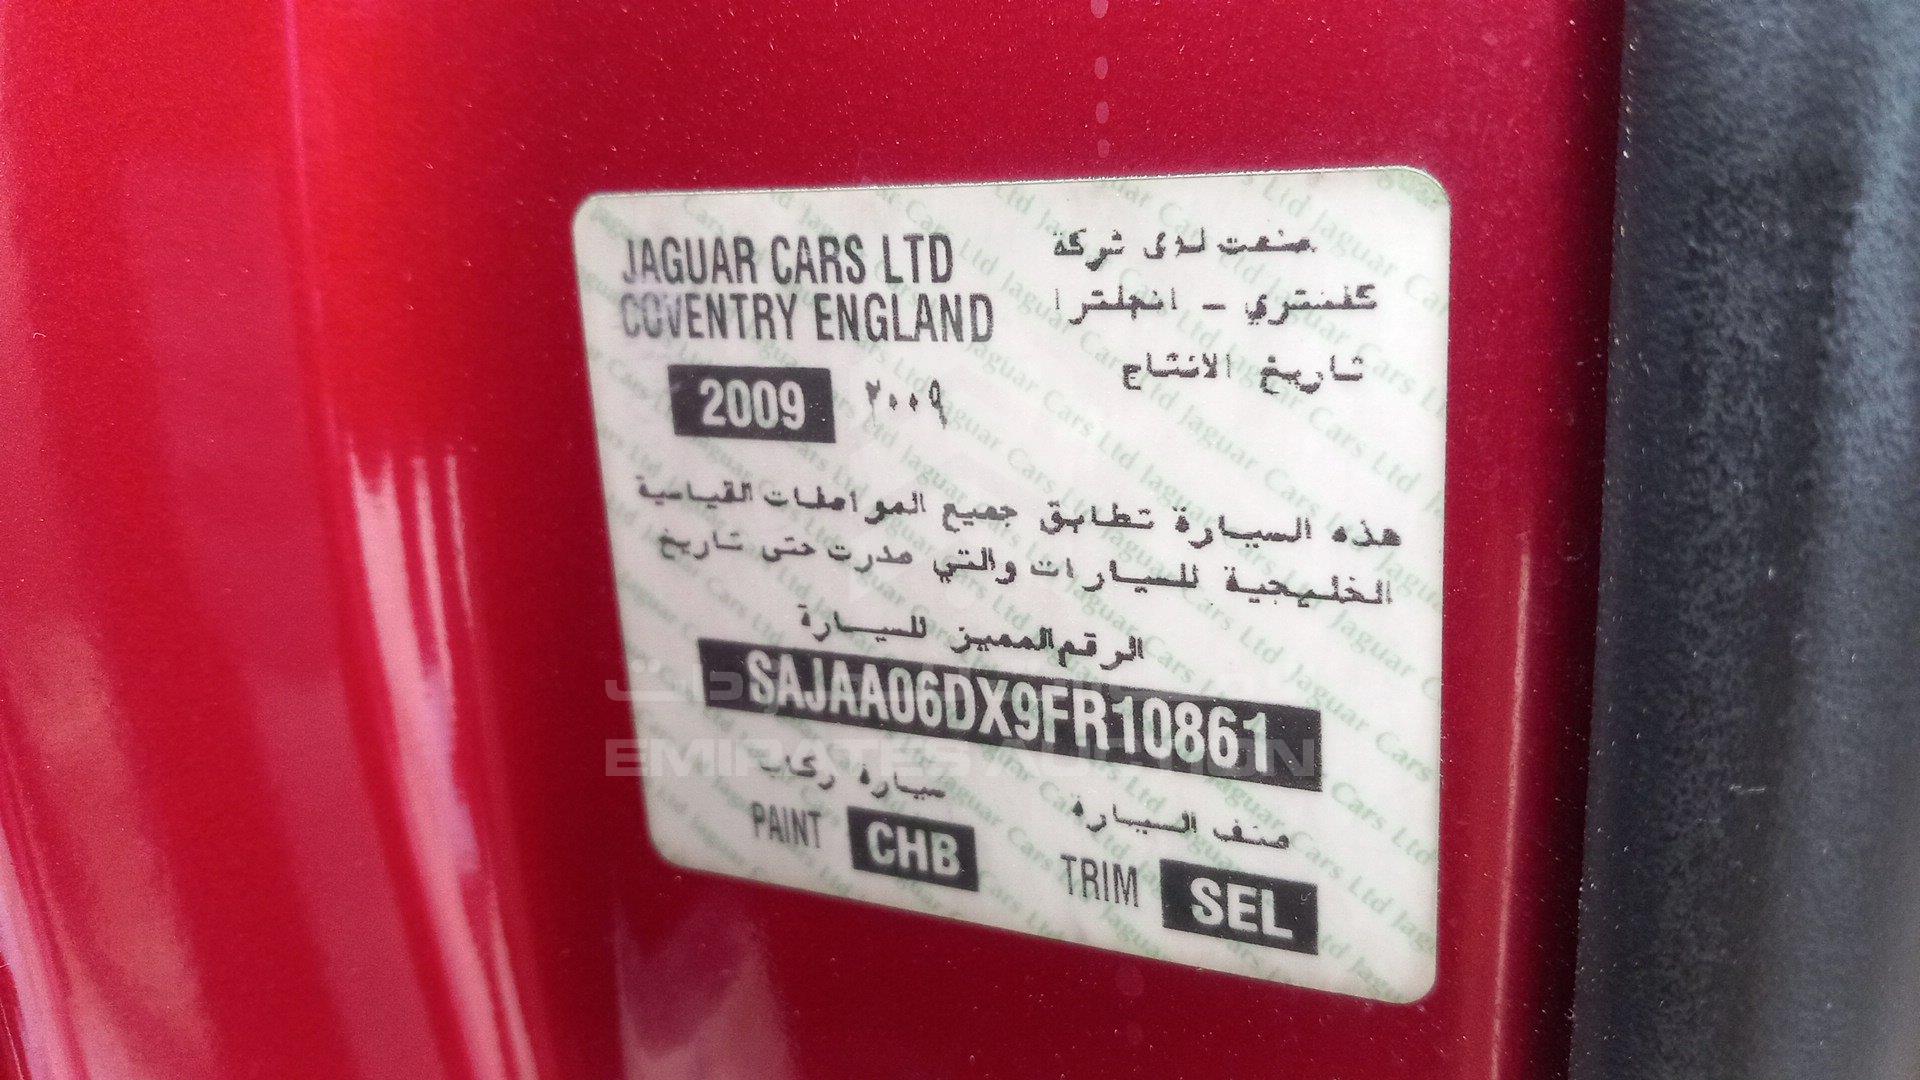 JAGUAR CARS LTD
صنعت لدى شركة
COVENTRY ENGLAND
كفنتري - انجلترا
تاريخ الانتاج
2009 ٢٠٠٩
هذه السيارة تطابق جميع المواصفات القياسية
الخليجية للسيارات والتي صدرت حتى تاريخ
الرقم المميز للسيارة
SAJAA06DX9FR10861
EMIRATES AUCTION
صنف السيارة سيارة ركاب
PAINT CHB
TRIM SEL